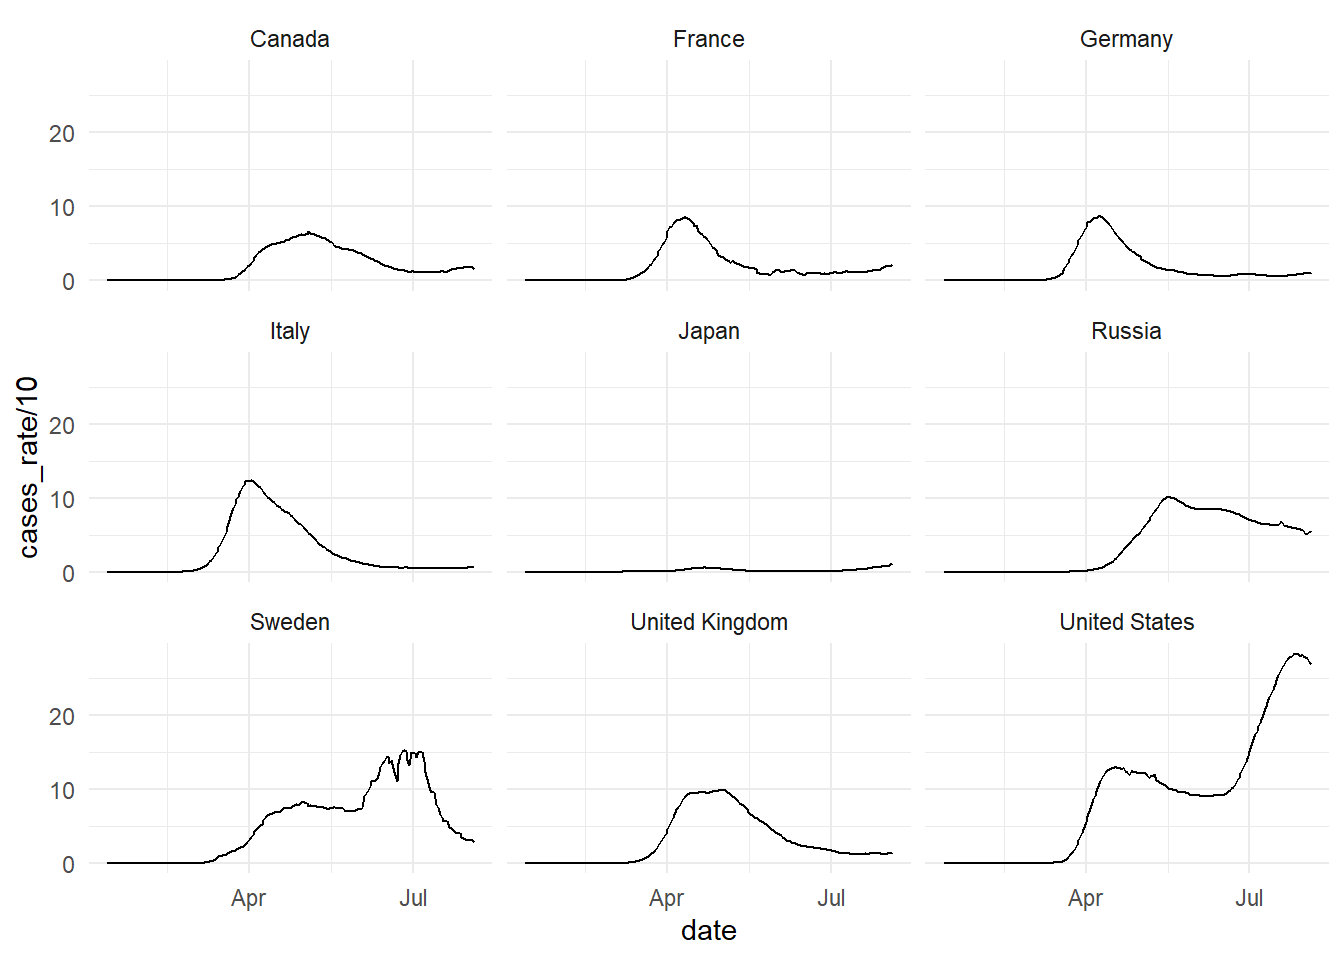 Canada
France
Germany
20
10
0
Italy
Japan
Russia
20
10
0
cases_rate/10
Sweden
United Kingdom
United States
20
10
0
Apr
Jul
Apr
Jul
Apr
Jul
date